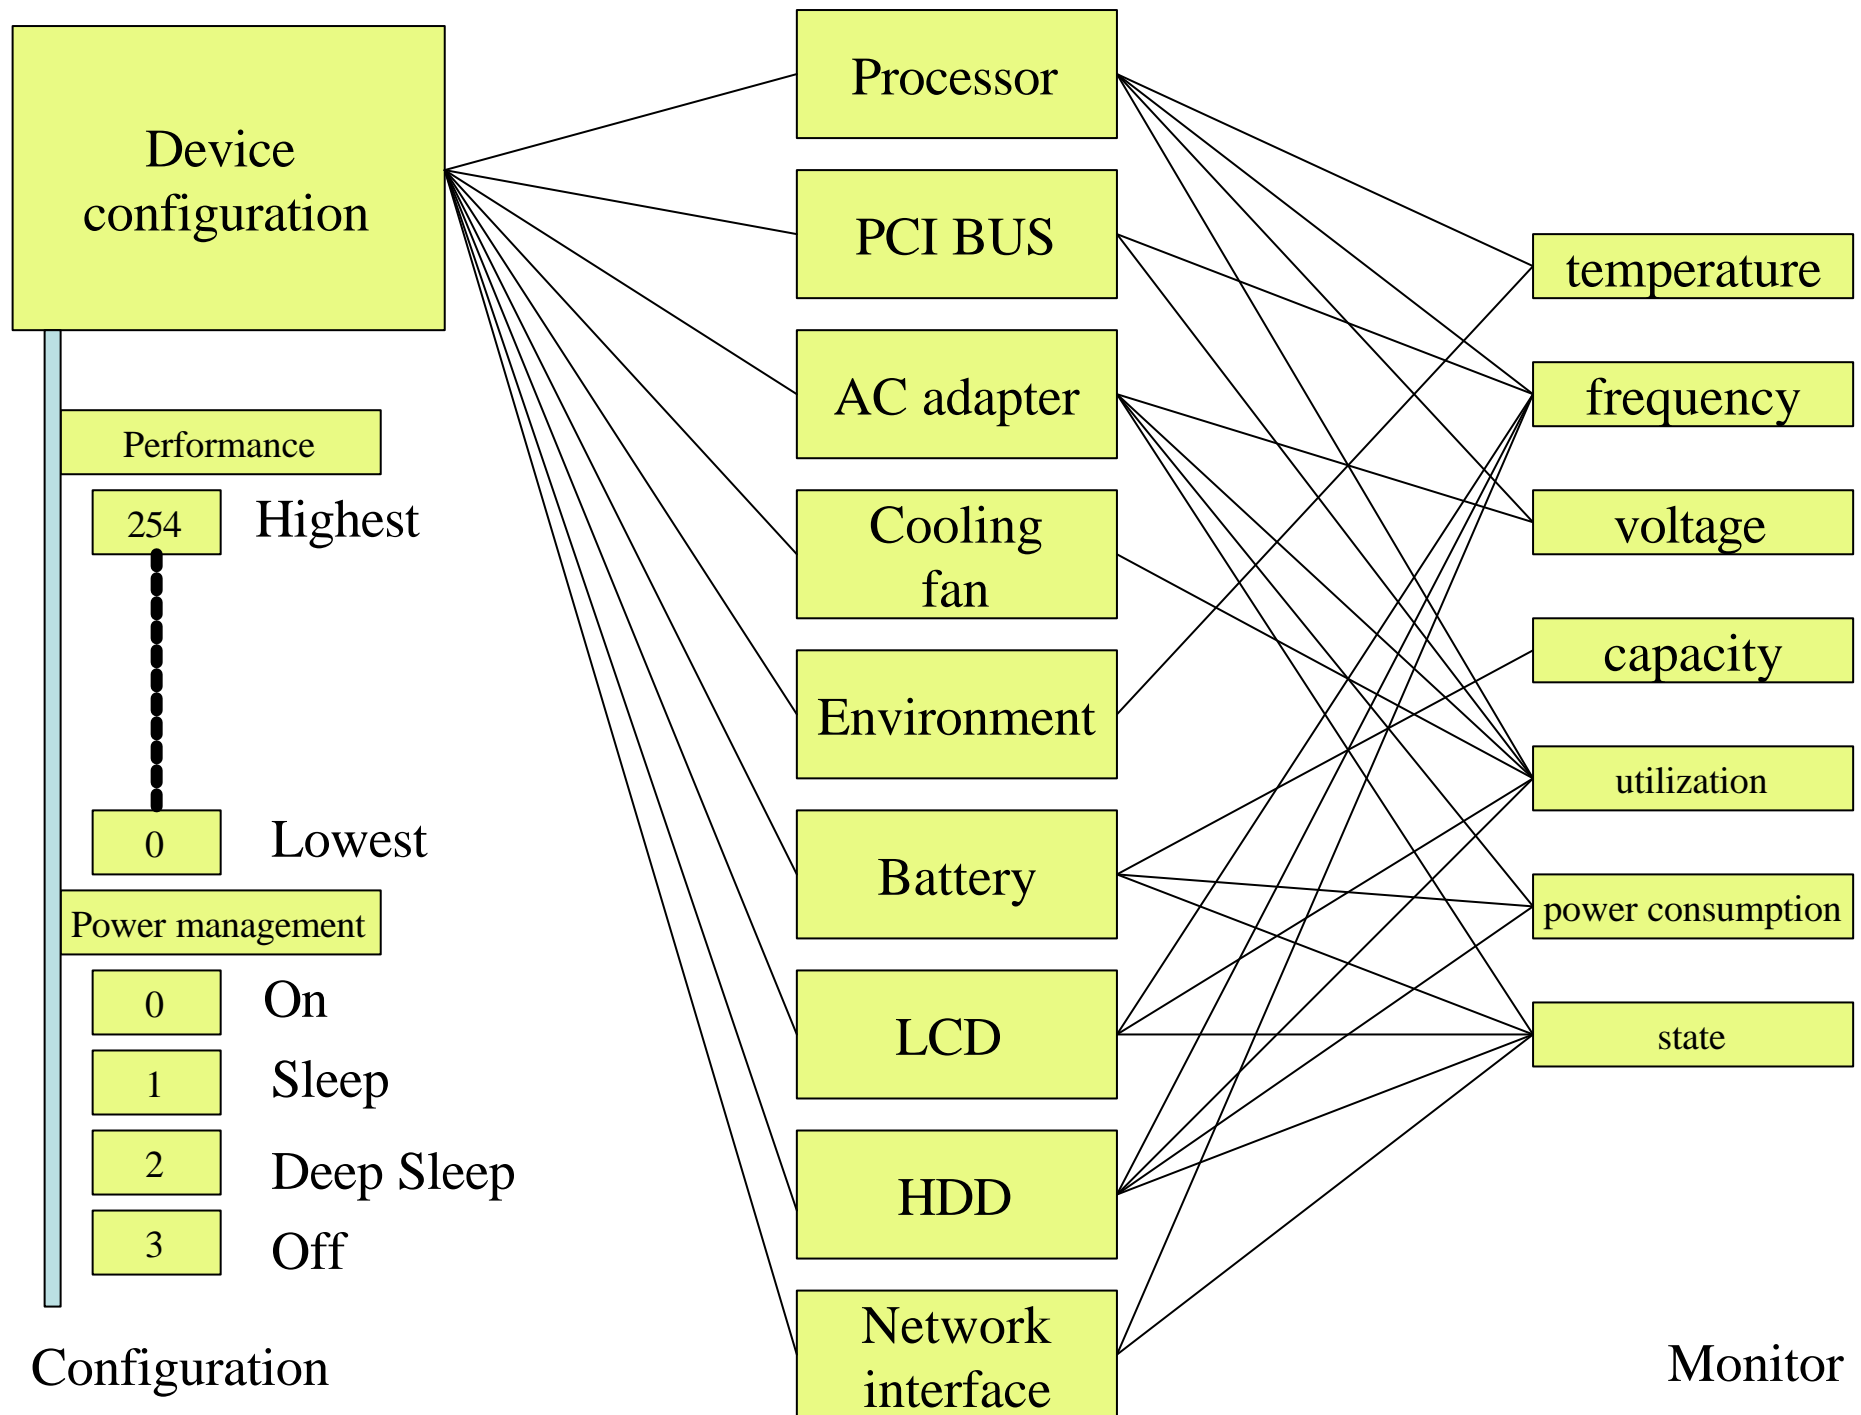 Device
configuration
Performance
254 Highest
0 Lowest
Power management
0 On
1 Sleep
2 Deep Sleep
3 Off
Configuration
Processor
PCI BUS
AC adapter
Cooling
fan
Environment
Battery
LCD
HDD
Network
interface
temperature
frequency
voltage
capacity
utilization
power consumption
state
Monitor